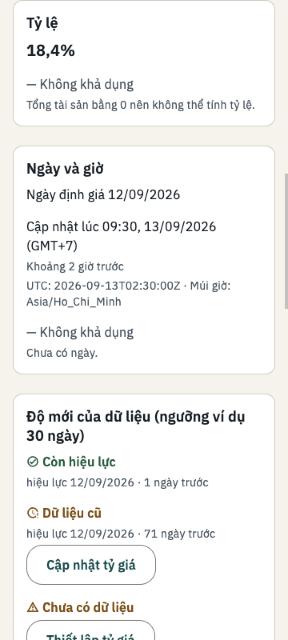 Tỷ lệ
18,4%
— Không khả dụng
Tổng tài sản bằng 0 nên không thể tính tỷ lệ.
Ngày và giờ
Ngày định giá 12/09/2026
Cập nhật lúc 09:30, 13/09/2026
(GMT+7)
Khoảng 2 giờ trước
UTC: 2026-09-13T02:30:00Z · Múi giờ:
Asia/Ho_Chi_Minh
— Không khả dụng
Chưa có ngày.
Độ mới của dữ liệu (ngưỡng ví dụ
30 ngày)
Còn hiệu lực
hiệu lực 12/09/2026 · 1 ngày trước
Dữ liệu cũ
hiệu lực 12/09/2026 · 71 ngày trước
Cập nhật tỷ giá
Chưa có dữ liệu
Thiết lập tỷ giá